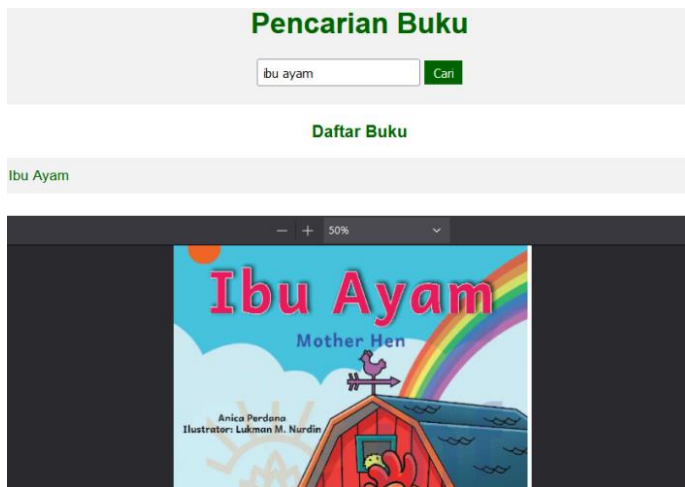 Pencarian Buku
ibu ayam
Cari
Daftar Buku
Ibu Ayam
50%
Ibu Ayam
Mother Hen
Anica Perdana
Ilustrator: Lukman M. Nurdin